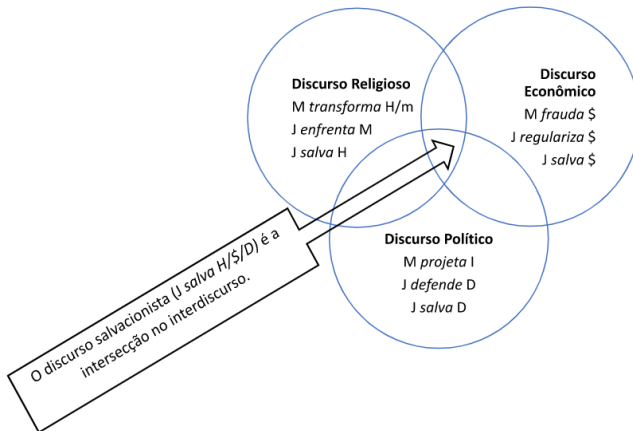 Discurso Religioso
M transforma H/m
J enfrenta M
J salva H
Discurso
Econômico
M frauda $
J regulariza $
J salva $
Discurso Político
M projeta I
J defende D
J salva D
O discurso salvacionista (J salva H/$/D) é a
intersecção no interdiscurso.